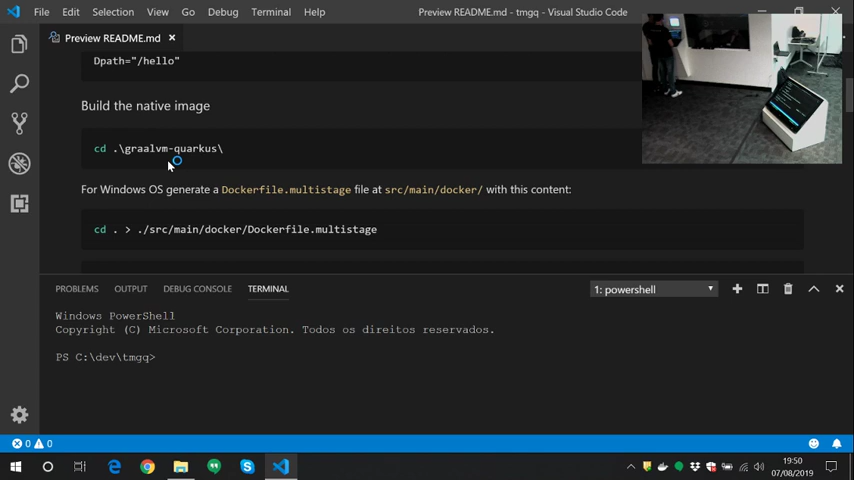 File Edit Selection View Go Debug Terminal Help Preview README.md - tmgq - Visual Studio Code
Preview README.md ×
Dpath="/hello"
Build the native image
cd .\graalvm-quarkus\
For Windows OS generate a Dockerfile.multistage file at src/main/docker/ with this content:
cd . > ./src/main/docker/Dockerfile.multistage
PROBLEMS OUTPUT DEBUG CONSOLE TERMINAL 1: powershell
Windows PowerShell
Copyright (C) Microsoft Corporation. Todos os direitos reservados.
PS C:\dev\tmgq>
0 0
19:50
07/08/2019